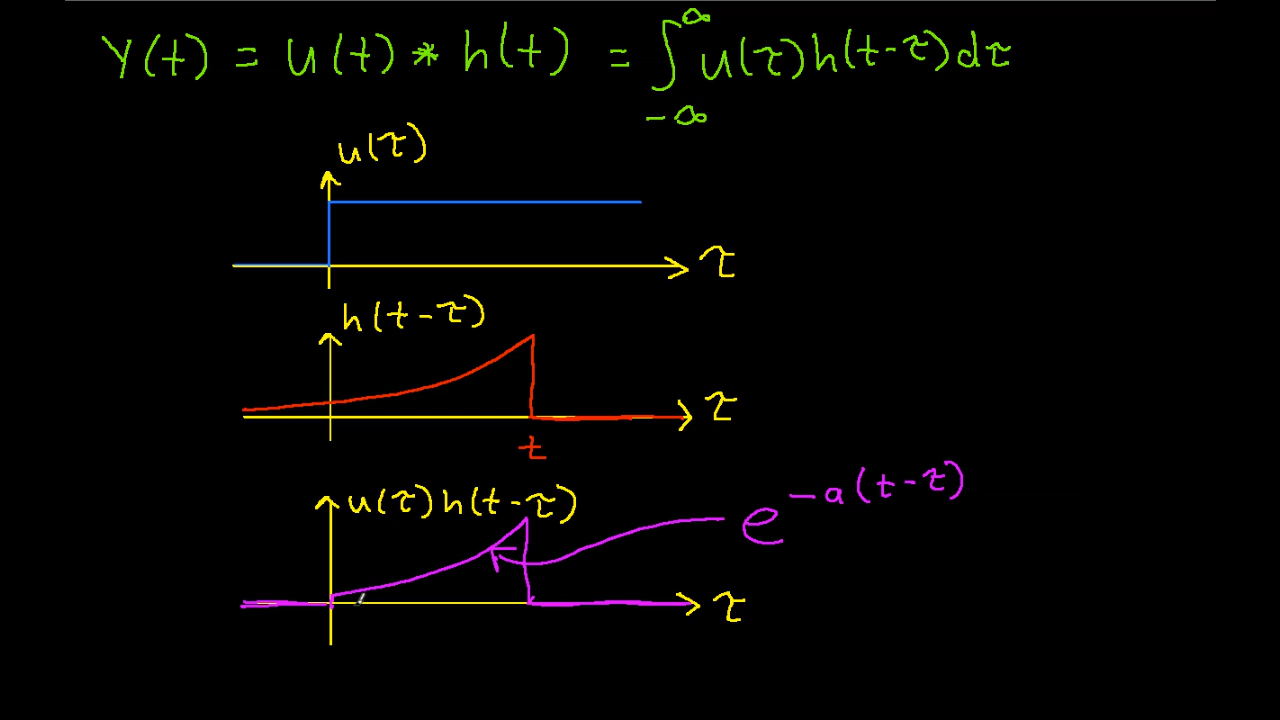 y(t) = u(t) * h(t) = ∫_{-∞}^{∞} u(τ)h(t-τ)dτ
u(τ)
τ
h(t-τ)
τ
t
u(τ)h(t-τ)
e^{-a(t-τ)}
τ